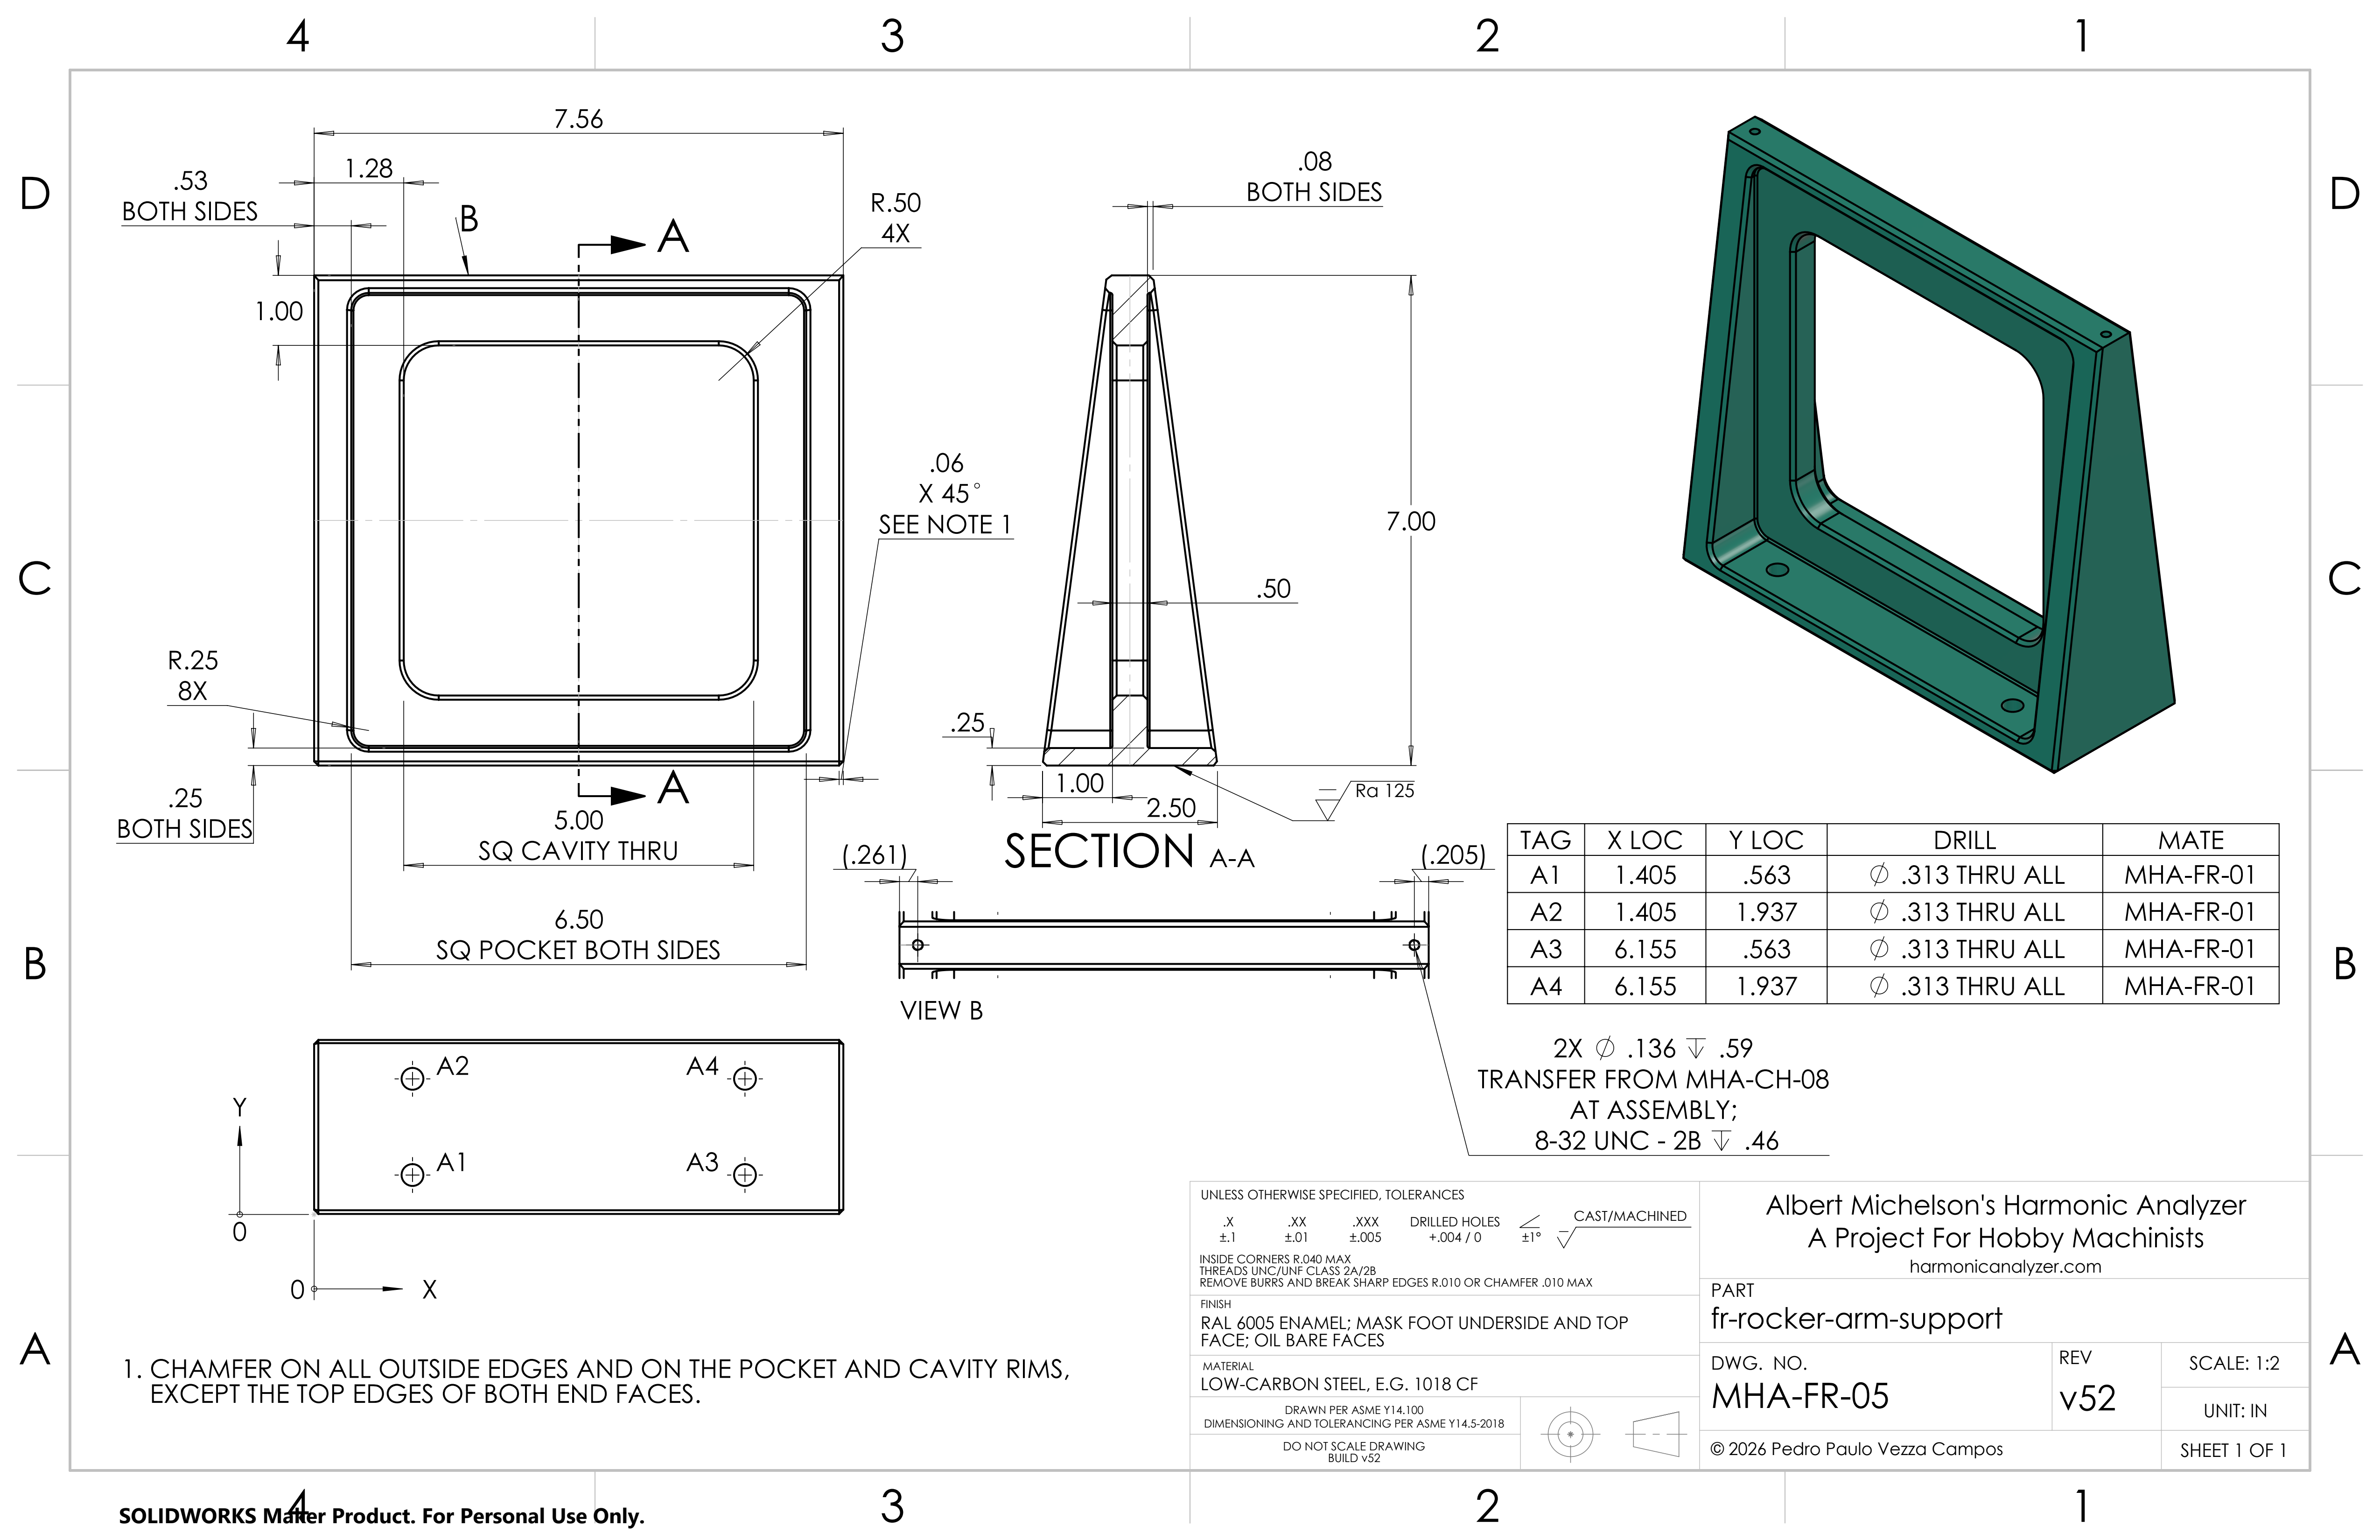 4 3 2 1
D
7.56
1.28
.53
BOTH SIDES
B
A
R.50
4X
.08
BOTH SIDES
D
1.00
.06
X 45°
SEE NOTE 1
7.00
.50
C
C
R.25
8X
.25
A
1.00
2.50
Ra 125
.25
BOTH SIDES
5.00
SQ CAVITY THRU
SECTION A-A
6.50
SQ POCKET BOTH SIDES
(.261)
(.205)
VIEW B
B
B
TAG X LOC Y LOC DRILL MATE
A1 1.405 .563 ∅ .313 THRU ALL MHA-FR-01
A2 1.405 1.937 ∅ .313 THRU ALL MHA-FR-01
A3 6.155 .563 ∅ .313 THRU ALL MHA-FR-01
A4 6.155 1.937 ∅ .313 THRU ALL MHA-FR-01
2X ∅ .136 ↧ .59
TRANSFER FROM MHA-CH-08
AT ASSEMBLY;
8-32 UNC - 2B ↧ .46
A2 A4
A1 A3
Y
0
0 X
1. CHAMFER ON ALL OUTSIDE EDGES AND ON THE POCKET AND CAVITY RIMS,
EXCEPT THE TOP EDGES OF BOTH END FACES.
A
A
UNLESS OTHERWISE SPECIFIED, TOLERANCES
.X .XX .XXX DRILLED HOLES CAST/MACHINED
±.1 ±.01 ±.005 +.004 / 0 ±1°
INSIDE CORNERS R.040 MAX
THREADS UNC/UNF CLASS 2A/2B
REMOVE BURRS AND BREAK SHARP EDGES R.010 OR CHAMFER .010 MAX
FINISH
RAL 6005 ENAMEL; MASK FOOT UNDERSIDE AND TOP
FACE; OIL BARE FACES
MATERIAL
LOW-CARBON STEEL, E.G. 1018 CF
DRAWN PER ASME Y14.100
DIMENSIONING AND TOLERANCING PER ASME Y14.5-2018
DO NOT SCALE DRAWING
BUILD v52
Albert Michelson's Harmonic Analyzer
A Project For Hobby Machinists
harmonicanalyzer.com
PART
fr-rocker-arm-support
DWG. NO.
MHA-FR-05
REV
v52
SCALE: 1:2
UNIT: IN
© 2026 Pedro Paulo Vezza Campos
SHEET 1 OF 1
4 3 2 1
SOLIDWORKS Maker Product. For Personal Use Only.